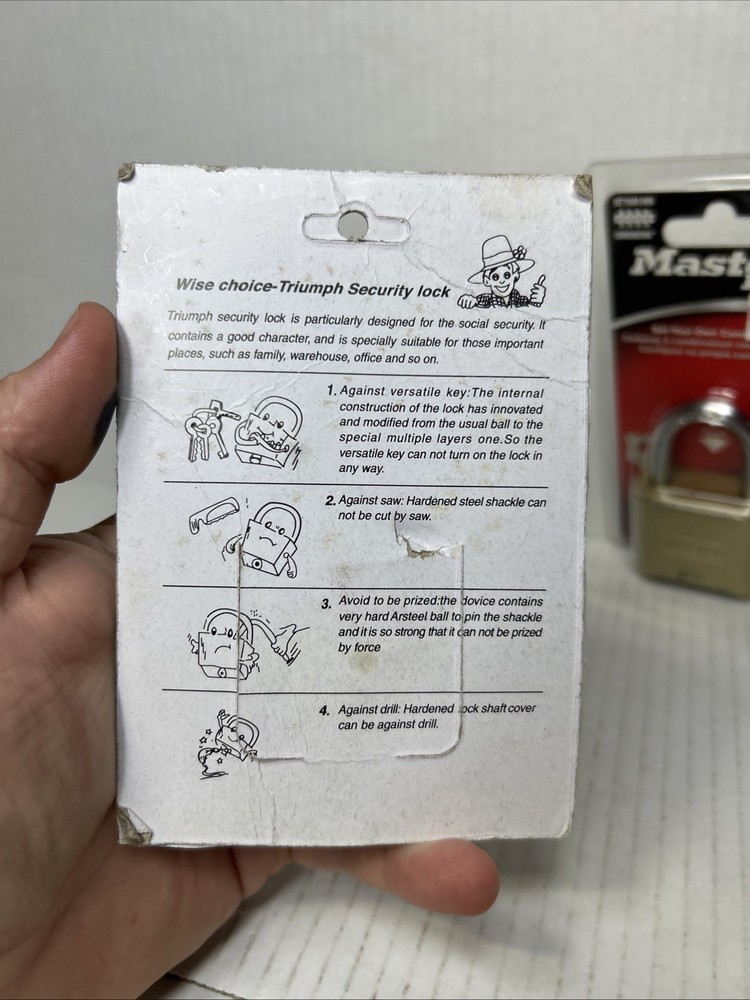 Wise choice-Triumph Security lock
Triumph security lock is particularly designed for the social security. It
contains a good character, and is specially suitable for those important
places, such as family, warehouse, office and so on.
1. Against versatile key:The internal
construction of the lock has innovated
and modified from the usual ball to the
special multiple layers one.So the
versatile key can not turn on the lock in
any way.
2. Against saw: Hardened steel shackle can
not be cut by saw.
3. Avoid to be prized:the dovice contains
very hard Arsteel ball to pin the shackle
and it is so strong that it can not be prized
by force
4. Against drill: Hardened lock shaft cover
can be against drill.
Mast